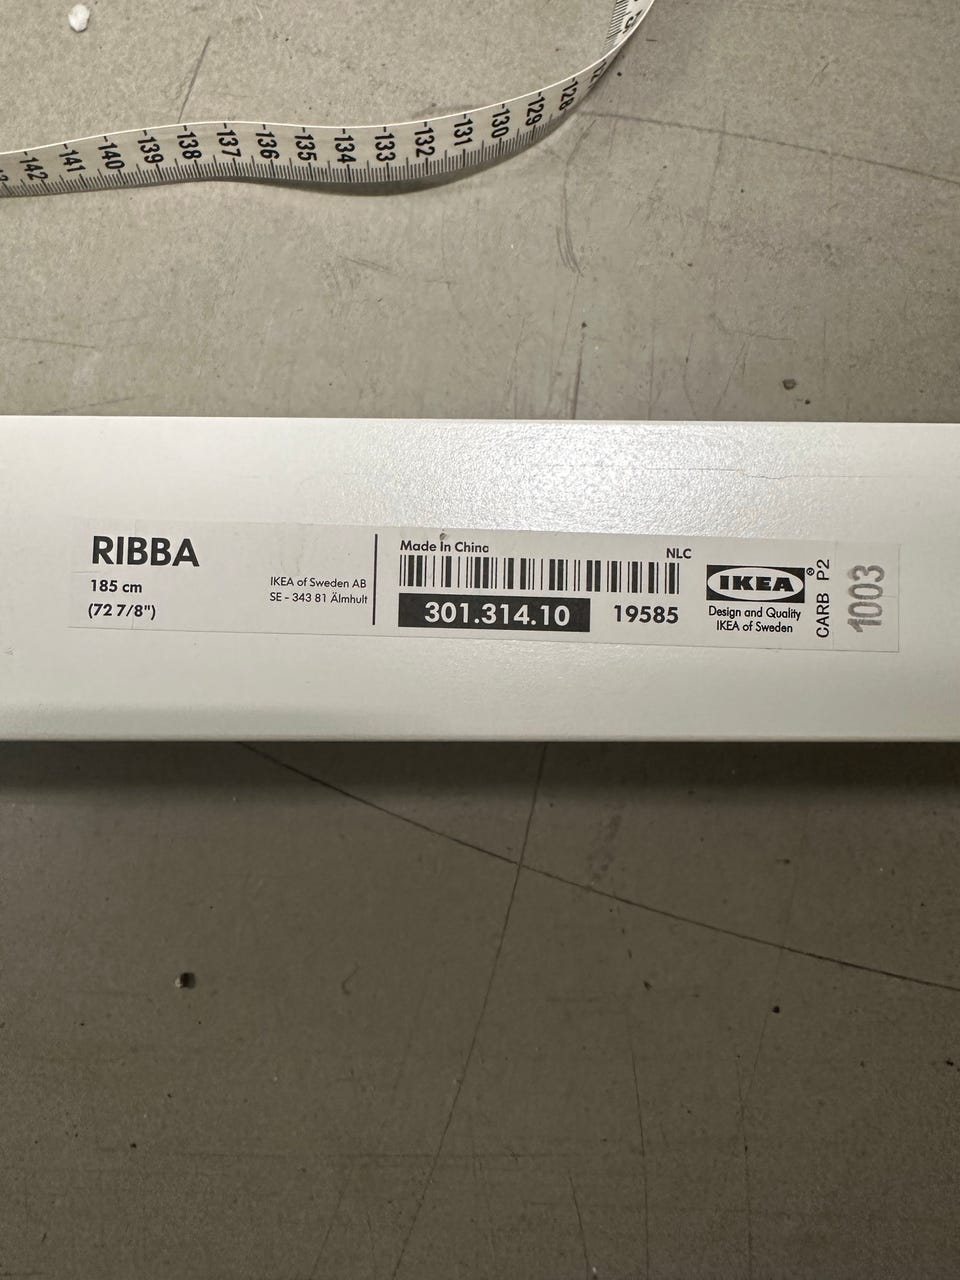 142 141 140 139 138 137 136 135 134 133 132 131 130 129 128
RIBBA
185 cm
(72 7/8")
IKEA of Sweden AB
SE - 343 81 Älmhult
Made In China
NLC
301.314.10 19585
IKEA®
Design and Quality
IKEA of Sweden
CARB P2
1003